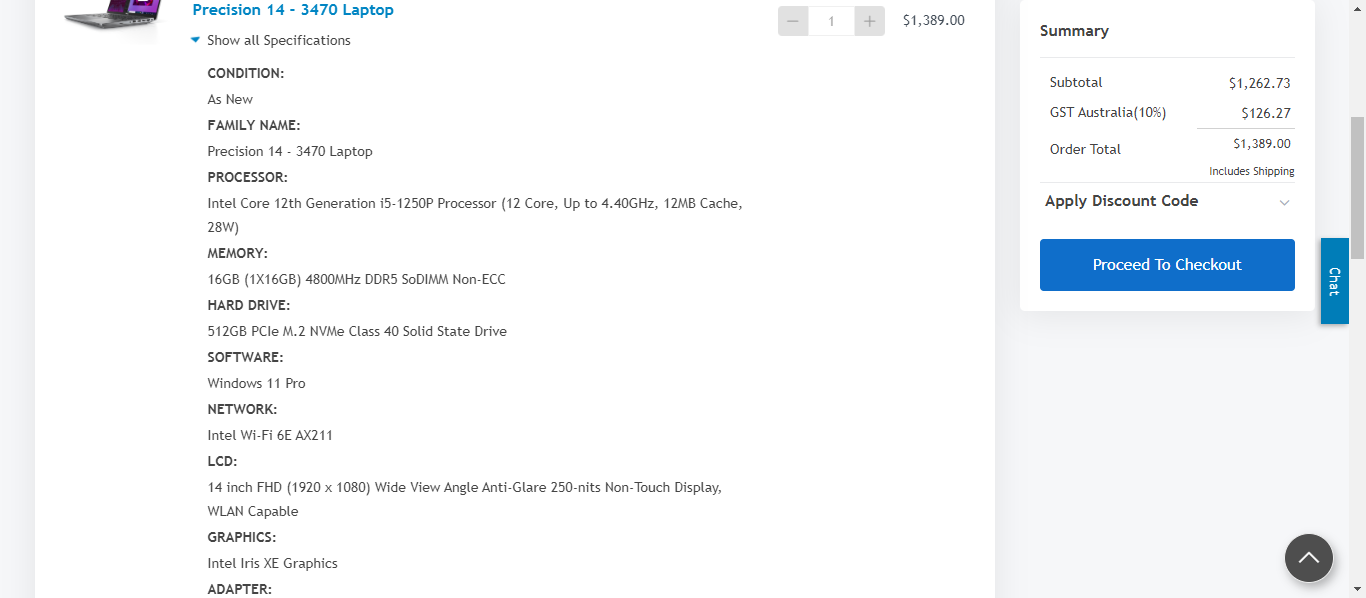 Precision 14 - 3470 Laptop
1
$1,389.00
Show all Specifications
CONDITION:
As New
FAMILY NAME:
Precision 14 - 3470 Laptop
PROCESSOR:
Intel Core 12th Generation i5-1250P Processor (12 Core, Up to 4.40GHz, 12MB Cache,
28W)
MEMORY:
16GB (1X16GB) 4800MHz DDR5 SoDIMM Non-ECC
HARD DRIVE:
512GB PCIe M.2 NVMe Class 40 Solid State Drive
SOFTWARE:
Windows 11 Pro
NETWORK:
Intel Wi-Fi 6E AX211
LCD:
14 inch FHD (1920 x 1080) Wide View Angle Anti-Glare 250-nits Non-Touch Display,
WLAN Capable
GRAPHICS:
Intel Iris XE Graphics
ADAPTER:
Summary
Subtotal $1,262.73
GST Australia(10%) $126.27
Order Total $1,389.00
Includes Shipping
Apply Discount Code
Proceed To Checkout
Chat